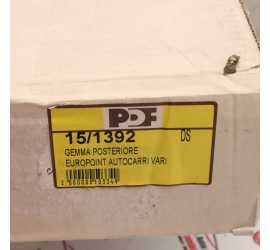 PDF
15/1392 DS
GEMMA POSTERIORE
EUROPOINT AUTOCARRI VARI